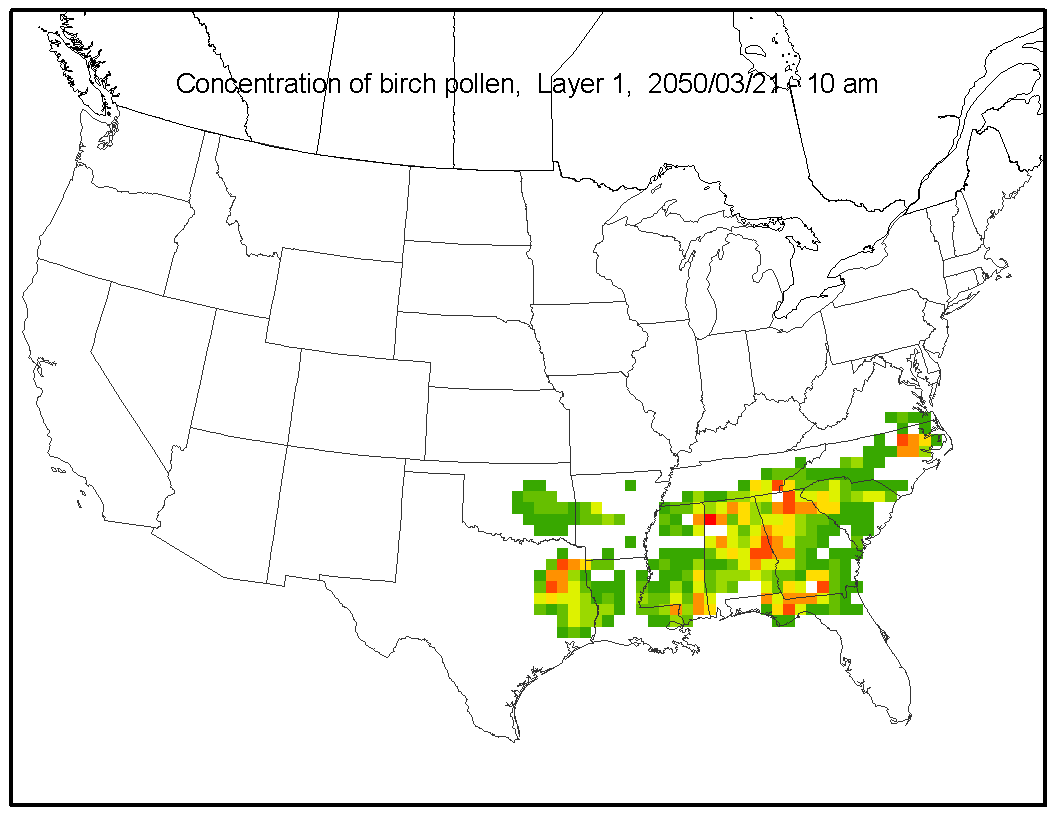 Concentration of birch pollen, Layer 1, 2050/03/21 - 10 am